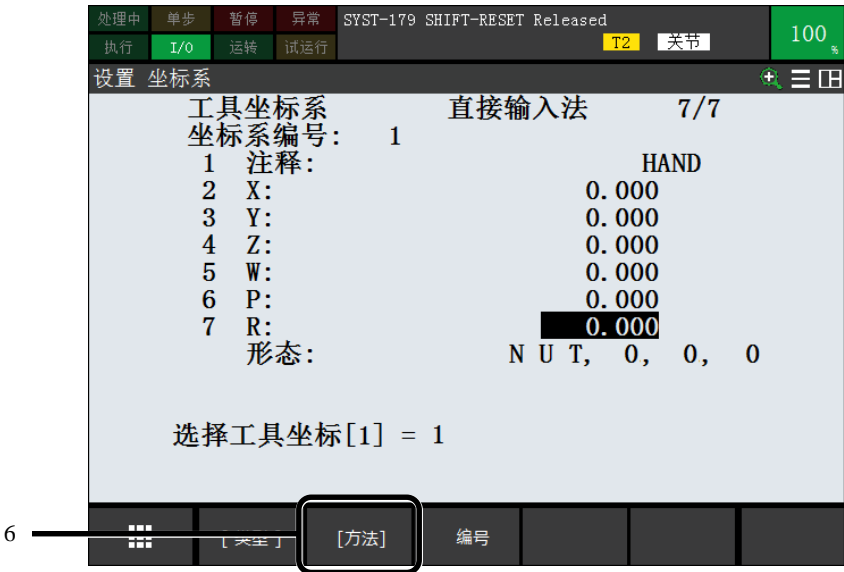 处理中 单步 暂停 异常 SYST-179 SHIFT-RESET Released
执行 I/O 运转 试运行 T2 关节 100 %
设置 坐标系
工具坐标系 直接输入法 7/7
坐标系编号: 1
1 注释: HAND
2 X: 0.000
3 Y: 0.000
4 Z: 0.000
5 W: 0.000
6 P: 0.000
7 R: 0.000
形态: N U T, 0, 0, 0
选择工具坐标[1] = 1
6 [ 类型 ] [方法] 编号